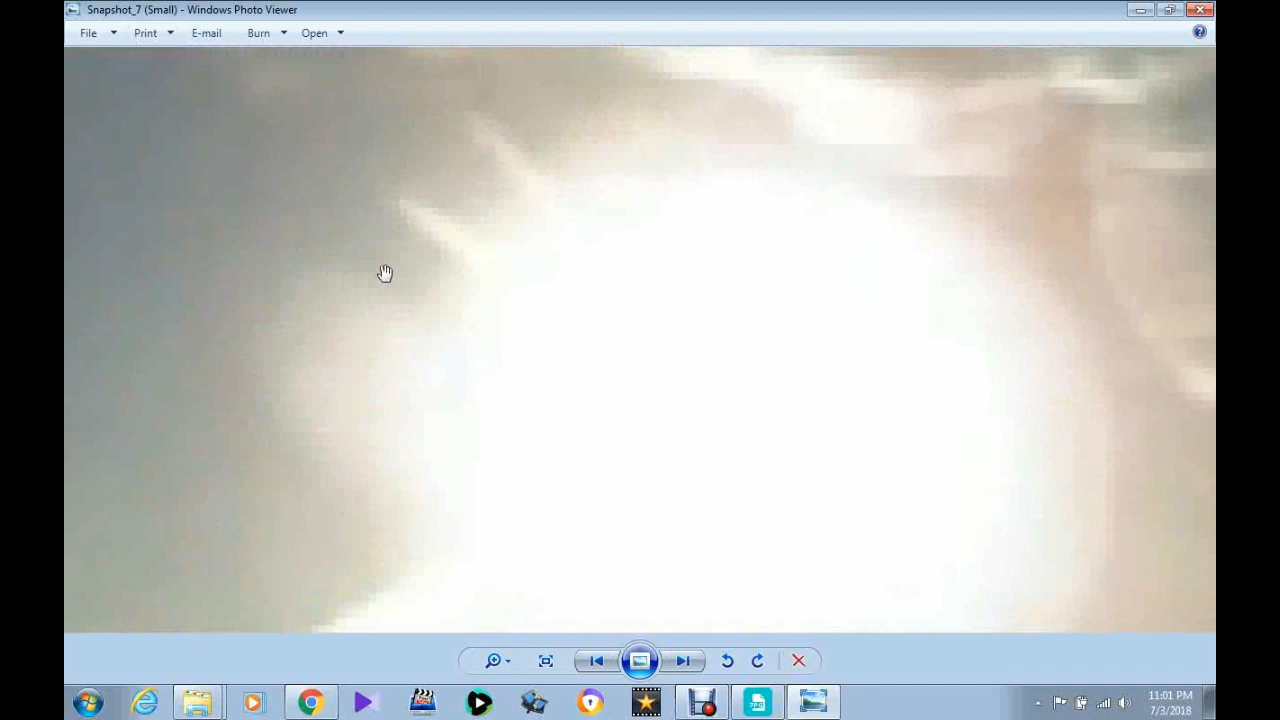 Snapshot_7 (Small) - Windows Photo Viewer
File Print E-mail Burn Open
11:01 PM
7/3/2018